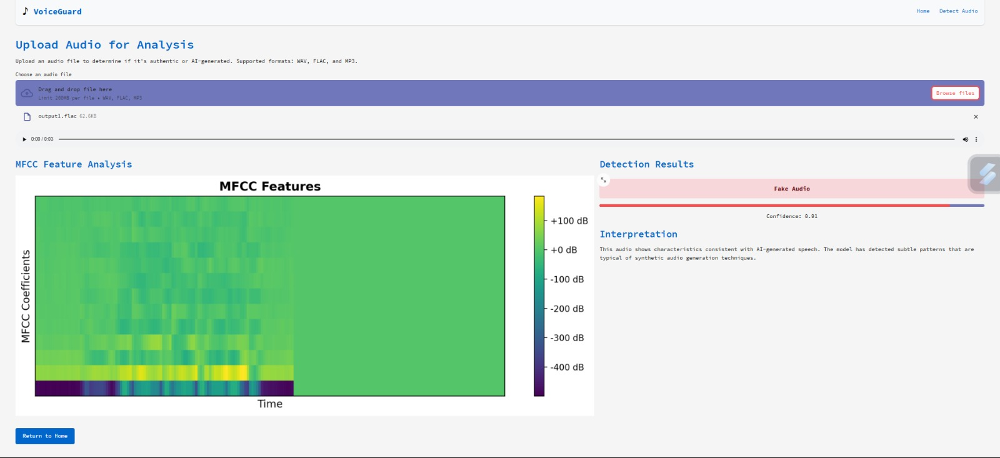 VoiceGuard
Home
Detect Audio
Upload Audio for Analysis
Upload an audio file to determine if it's authentic or AI-generated. Supported formats: WAV, FLAC, and MP3.
Choose an audio file
Drag and drop file here
Limit 200MB per file • WAV, FLAC, MP3
Browse files
output1.flac 62.6KB
0:00 / 0:03
MFCC Feature Analysis
MFCC Features
MFCC Coefficients
Time
+100 dB
+0 dB
-100 dB
-200 dB
-300 dB
-400 dB
Detection Results
Fake Audio
Confidence: 0.91
Interpretation
This audio shows characteristics consistent with AI-generated speech. The model has detected subtle patterns that are
typical of synthetic audio generation techniques.
Return to Home